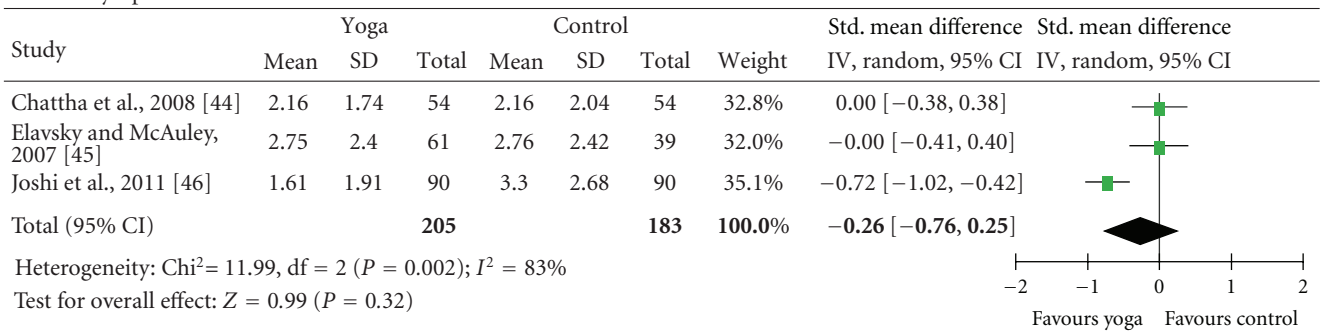 Study Yoga Control Std. mean difference Std. mean difference
Mean SD Total Mean SD Total Weight IV, random, 95% CI IV, random, 95% CI
Chattha et al., 2008 [44] 2.16 1.74 54 2.16 2.04 54 32.8% 0.00 [−0.38, 0.38]
Elavsky and McAuley, 2007 [45] 2.75 2.4 61 2.76 2.42 39 32.0% −0.00 [−0.41, 0.40]
Joshi et al., 2011 [46] 1.61 1.91 90 3.3 2.68 90 35.1% −0.72 [−1.02, −0.42]
Total (95% CI) 205 183 100.0% −0.26 [−0.76, 0.25]
Heterogeneity: Chi²= 11.99, df = 2 (P = 0.002); I² = 83%
Test for overall effect: Z = 0.99 (P = 0.32)
−2 −1 0 1 2
Favours yoga Favours control